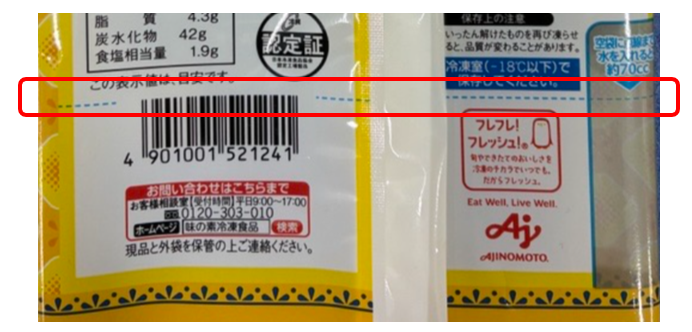 脂 質 4.3g
炭水化物 42g
食塩相当量 1.9g
認定証
この表示値は、目安です。
4 901001 521241
お問い合わせはこちらまで
お客様相談室【受付時間】平日9:00〜17:00
0120-303-010
ホームページ 味の素冷凍食品 検索
現品と外袋を保管の上ご連絡ください。
保存上の注意
いったん解けたものを再び凍らせ
ると、品質が変わることがあります。
冷凍室(-18℃以下)で
保存してください。
水を入れると
約70cc
フレフレ!
フレッシュ!®
旬やできたてのおいしさを
冷凍のチカラでいつでも。
だからフレッシュ。
Eat Well, Live Well.
AJINOMOTO.